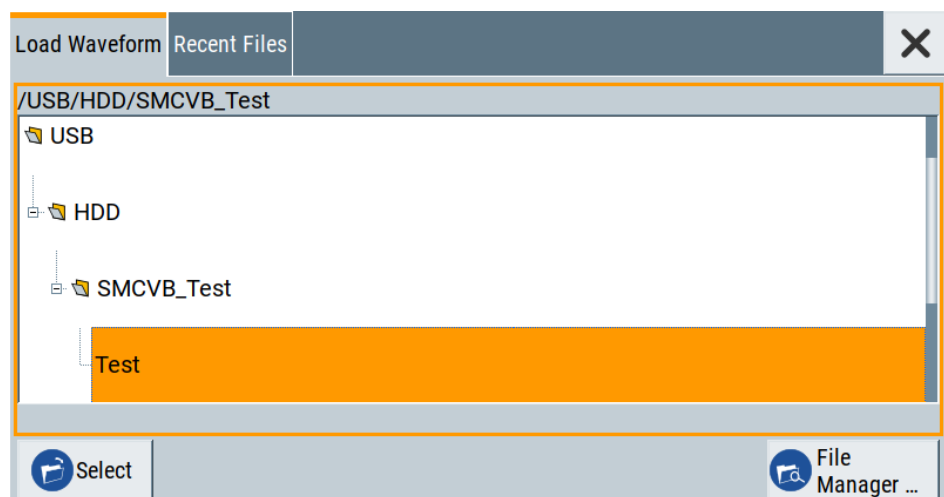 Load Waveform
Recent Files
/USB/HDD/SMCVB_Test
USB
HDD
SMCVB_Test
Test
Select
File
Manager ...